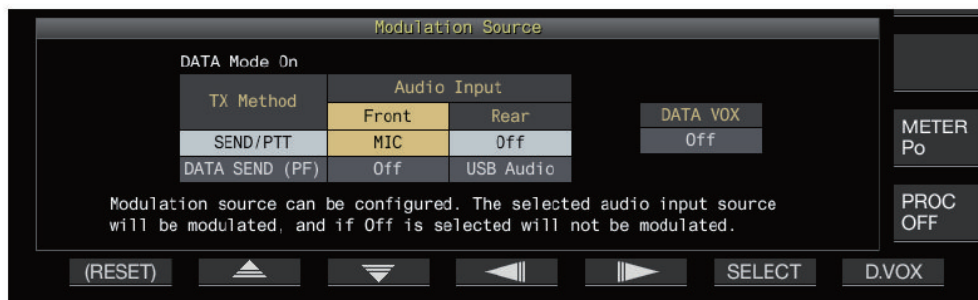 Modulation Source
DATA Mode On
TX Method
Audio Input
Front
Rear
DATA VOX
SEND/PTT
MIC
Off
Off
DATA SEND (PF)
Off
USB Audio
METER
Po
Modulation source can be configured. The selected audio input source
will be modulated, and if Off is selected will not be modulated.
PROC
OFF
(RESET)
SELECT
D.VOX